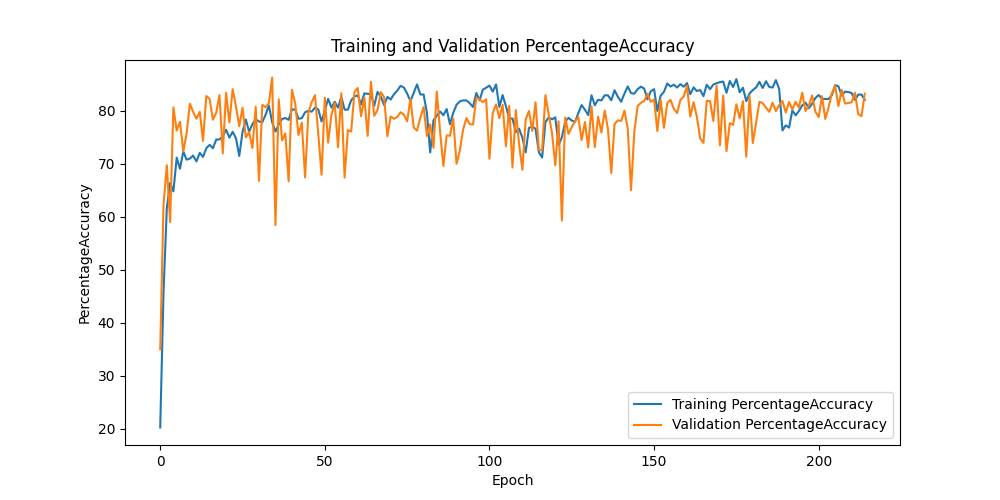 Training and Validation PercentageAccuracy
PercentageAccuracy
80
70
60
50
40
30
20
0
50
100
150
200
Epoch
Training PercentageAccuracy
Validation PercentageAccuracy